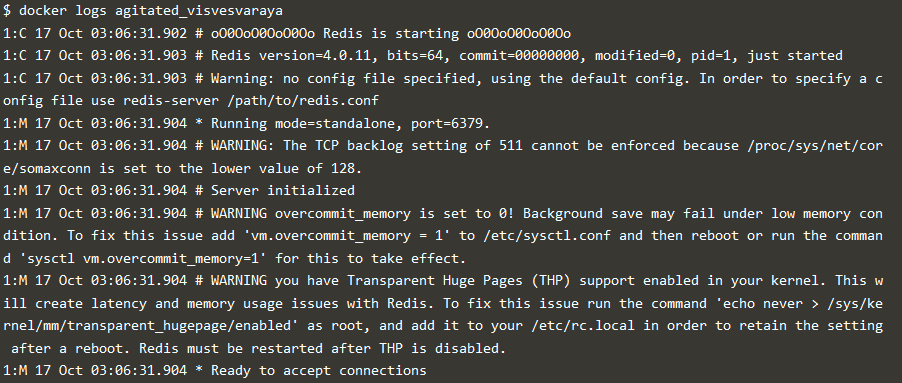 $ docker logs agitated_visvesvaraya
1:C 17 Oct 03:06:31.902 # oO0OoO0OoO0Oo Redis is starting oO0OoO0OoO0Oo
1:C 17 Oct 03:06:31.903 # Redis version=4.0.11, bits=64, commit=00000000, modified=0, pid=1, just started
1:C 17 Oct 03:06:31.903 # Warning: no config file specified, using the default config. In order to specify a c
onfig file use redis-server /path/to/redis.conf
1:M 17 Oct 03:06:31.904 * Running mode=standalone, port=6379.
1:M 17 Oct 03:06:31.904 # WARNING: The TCP backlog setting of 511 cannot be enforced because /proc/sys/net/cor
e/somaxconn is set to the lower value of 128.
1:M 17 Oct 03:06:31.904 # Server initialized
1:M 17 Oct 03:06:31.904 # WARNING overcommit_memory is set to 0! Background save may fail under low memory con
dition. To fix this issue add 'vm.overcommit_memory = 1' to /etc/sysctl.conf and then reboot or run the comman
d 'sysctl vm.overcommit_memory=1' for this to take effect.
1:M 17 Oct 03:06:31.904 # WARNING you have Transparent Huge Pages (THP) support enabled in your kernel. This w
ill create latency and memory usage issues with Redis. To fix this issue run the command 'echo never > /sys/ke
rnel/mm/transparent_hugepage/enabled' as root, and add it to your /etc/rc.local in order to retain the setting
 after a reboot. Redis must be restarted after THP is disabled.
1:M 17 Oct 03:06:31.904 * Ready to accept connections